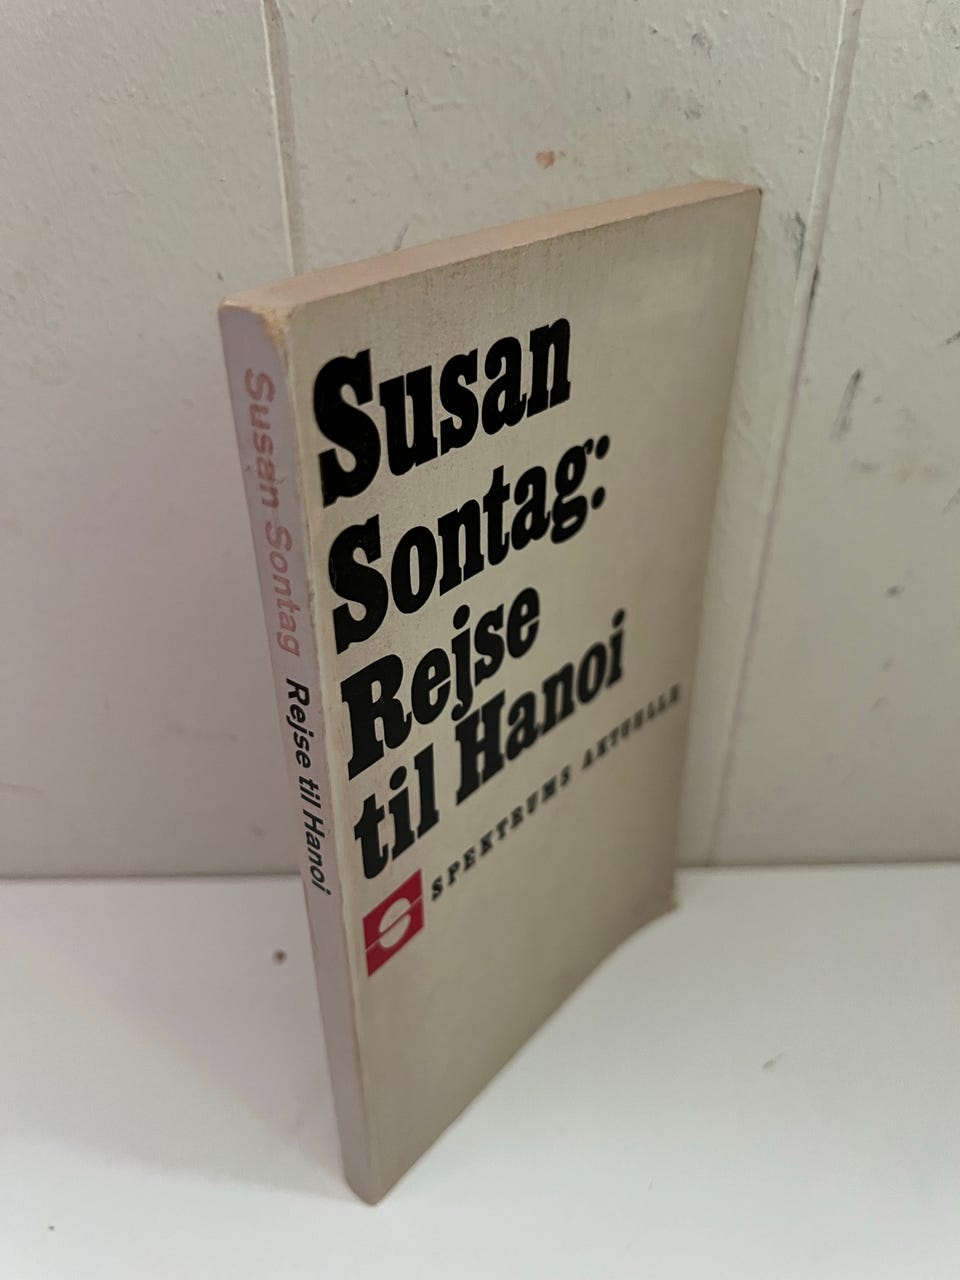 Susan
Sontag:
Rejse
til Hanoi
SPEKTRUMS AKTUELLE
S
Susan Sontag Rejse til Hanoi